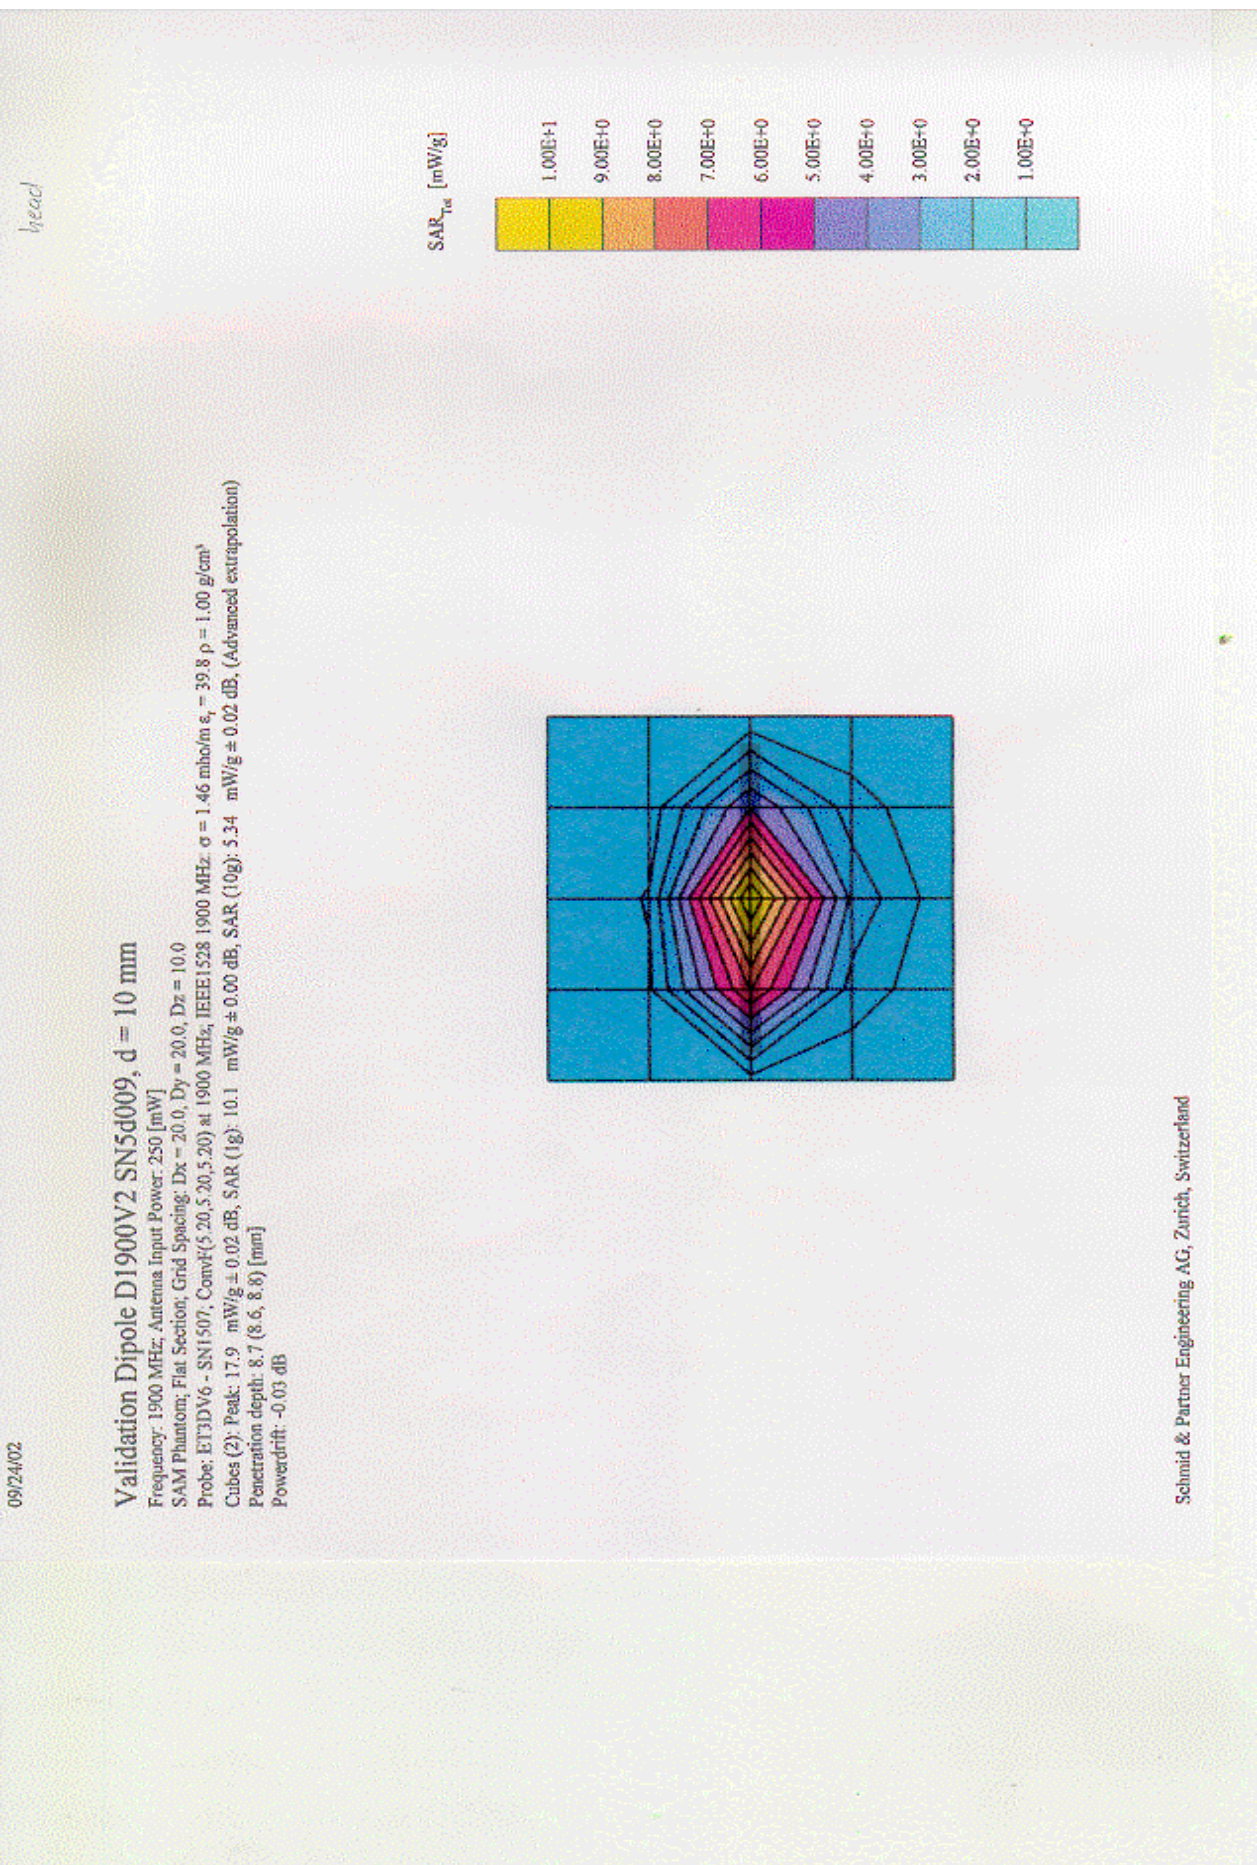 09/24/02
head
Validation Dipole D1900V2 SN5d009, d = 10 mm
Frequency: 1900 MHz; Antenna Input Power: 250 [mW]
SAM Phantom; Flat Section; Grid Spacing: Dx = 20.0, Dy = 20.0, Dz = 10.0
Probe: ET3DV6 - SN1507; ConvF(5.20,5.20,5.20) at 1900 MHz; IEEE1528 1900 MHz: σ = 1.46 mho/m εr = 39.8 ρ = 1.00 g/cm³
Cubes (2): Peak: 17.9 mW/g ± 0.02 dB, SAR (1g): 10.1 mW/g ± 0.00 dB, SAR (10g): 5.34 mW/g ± 0.02 dB, (Advanced extrapolation)
Penetration depth: 8.7 (8.6, 8.8) [mm]
Powerdrift: -0.03 dB
SARTot [mW/g]
1.00E+1
9.00E+0
8.00E+0
7.00E+0
6.00E+0
5.00E+0
4.00E+0
3.00E+0
2.00E+0
1.00E+0
Schmid & Partner Engineering AG, Zurich, Switzerland